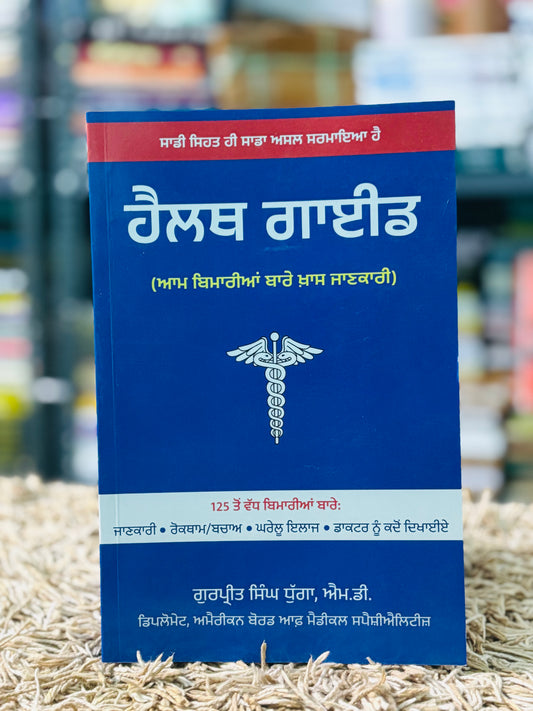 ਸਾਡੀ ਸਿਹਤ ਹੀ ਸਾਡਾ ਅਸਲ ਸਰਮਾਇਆ ਹੈ
ਹੈਲਥ ਗਾਈਡ
(ਆਮ ਬਿਮਾਰੀਆਂ ਬਾਰੇ ਖ਼ਾਸ ਜਾਣਕਾਰੀ)
125 ਤੋਂ ਵੱਧ ਬਿਮਾਰੀਆਂ ਬਾਰੇ:
ਜਾਣਕਾਰੀ • ਰੋਕਥਾਮ/ਬਚਾਅ • ਘਰੇਲੂ ਇਲਾਜ • ਡਾਕਟਰ ਨੂੰ ਕਦੋਂ ਦਿਖਾਈਏ
ਗੁਰਪ੍ਰੀਤ ਸਿੰਘ ਧੁੱਗਾ, ਐਮ.ਡੀ.
ਡਿਪਲੋਮੇਟ, ਅਮੈਰੀਕਨ ਬੋਰਡ ਆਫ਼ ਮੈਡੀਕਲ ਸਪੈਸ਼ੀਐਲਿਟੀਜ਼